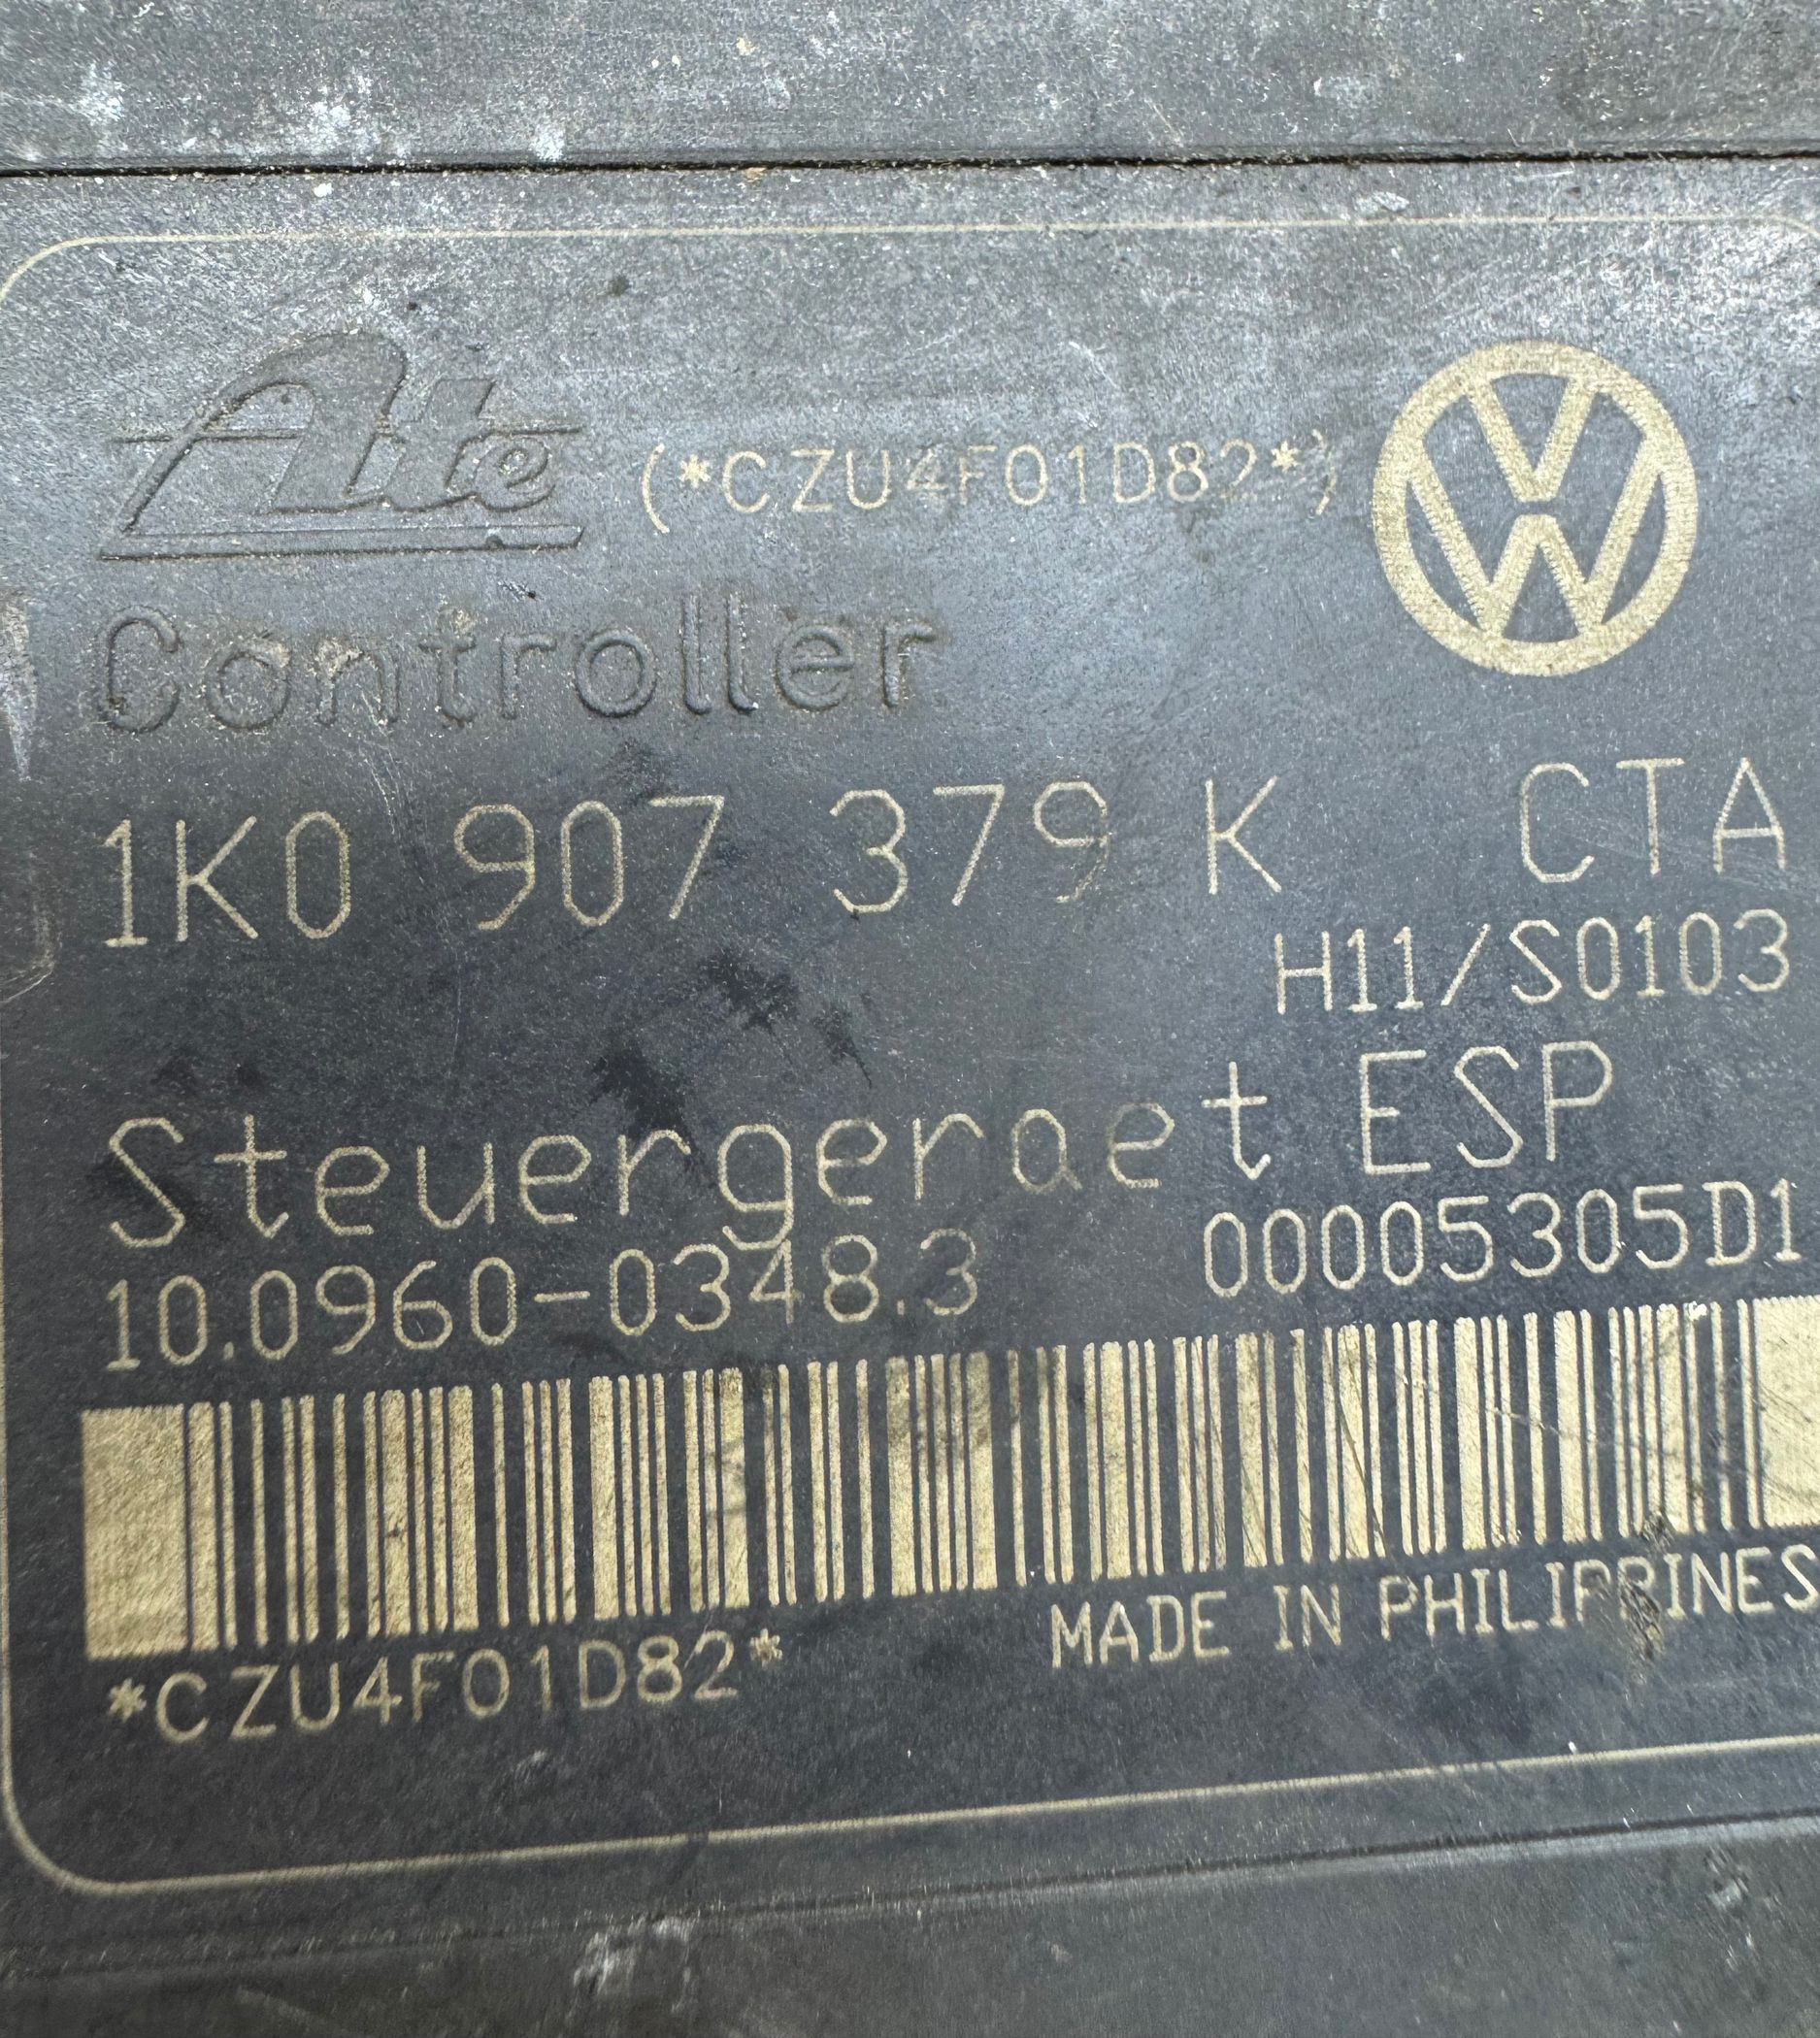 Ate (*CZU4F01D82*)
Controller
1K0 907 379 K CTA
H11/S0103
Steuergeraet ESP
10.0960-0348.3 00005305D1
*CZU4F01D82* MADE IN PHILIPPINES